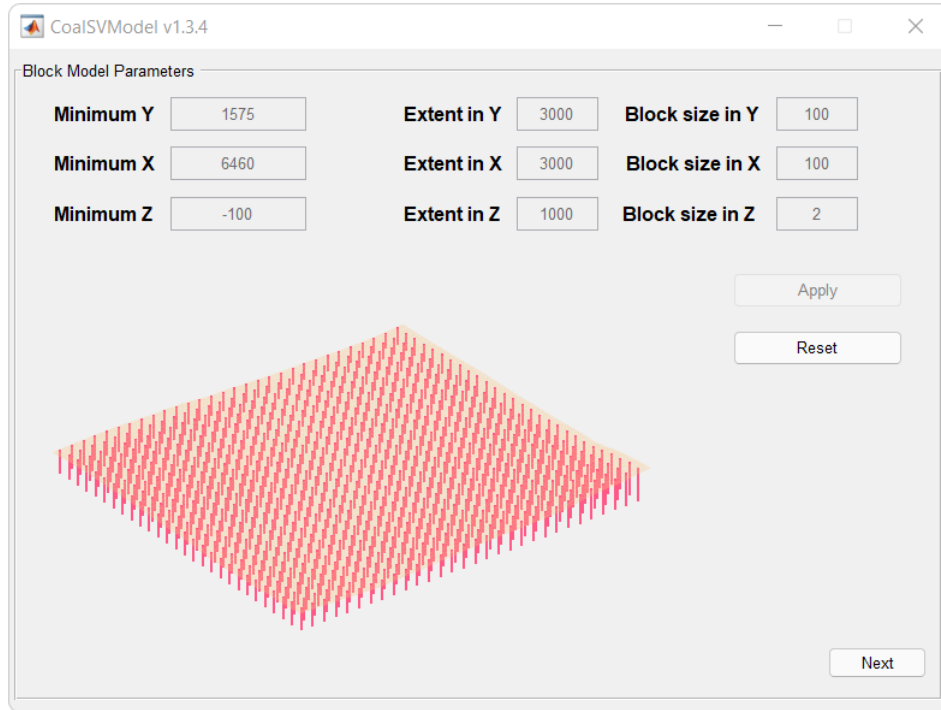 CoalSVModel v1.3.4
Block Model Parameters
Minimum Y 1575 Extent in Y 3000 Block size in Y 100
Minimum X 6460 Extent in X 3000 Block size in X 100
Minimum Z -100 Extent in Z 1000 Block size in Z 2
Apply
Reset
Next